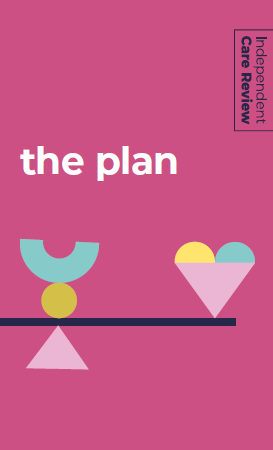 Independent
Care Review
the plan